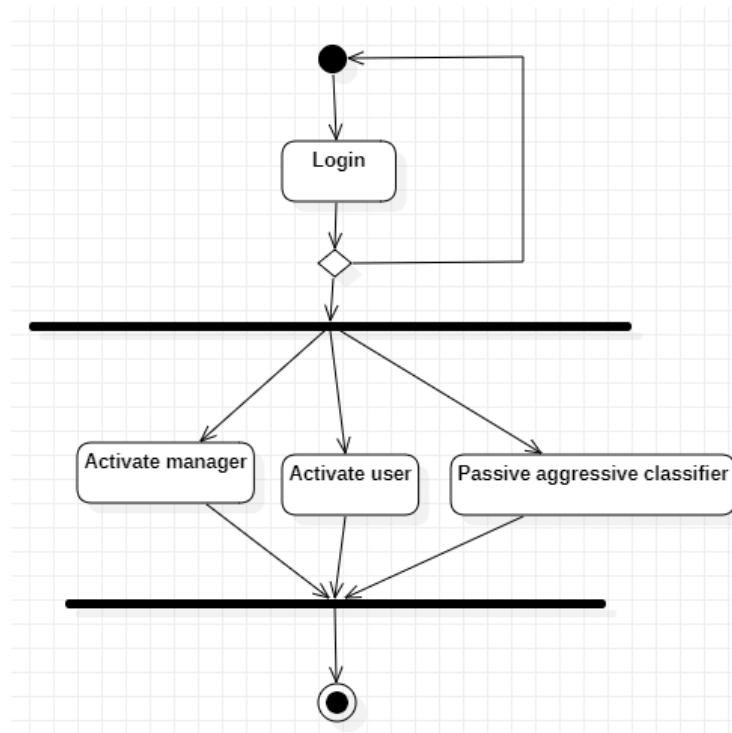 Login
Activate manager
Activate user
Passive aggressive classifier